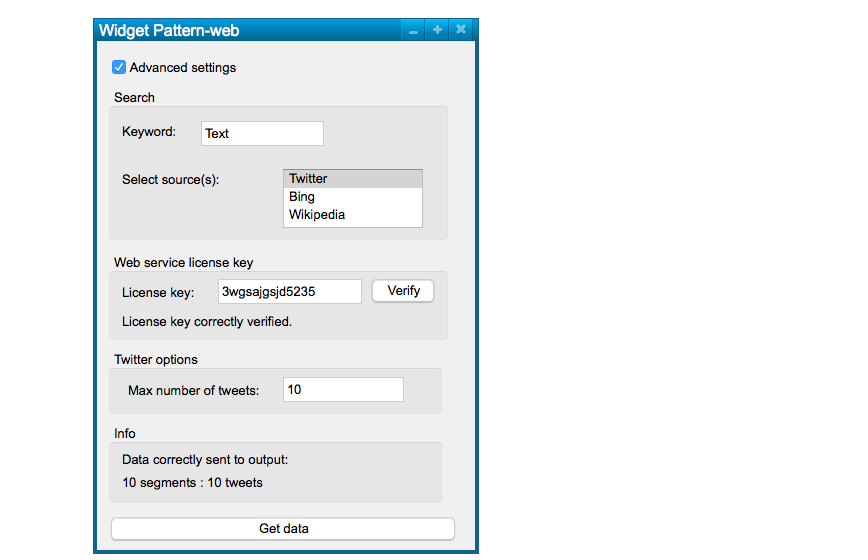 Widget Pattern-web
Advanced settings
Search
Keyword: Text
Select source(s): Twitter
Bing
Wikipedia
Web service license key
License key: 3wgsajgsjd5235 Verify
License key correctly verified.
Twitter options
Max number of tweets: 10
Info
Data correctly sent to output:
10 segments : 10 tweets
Get data